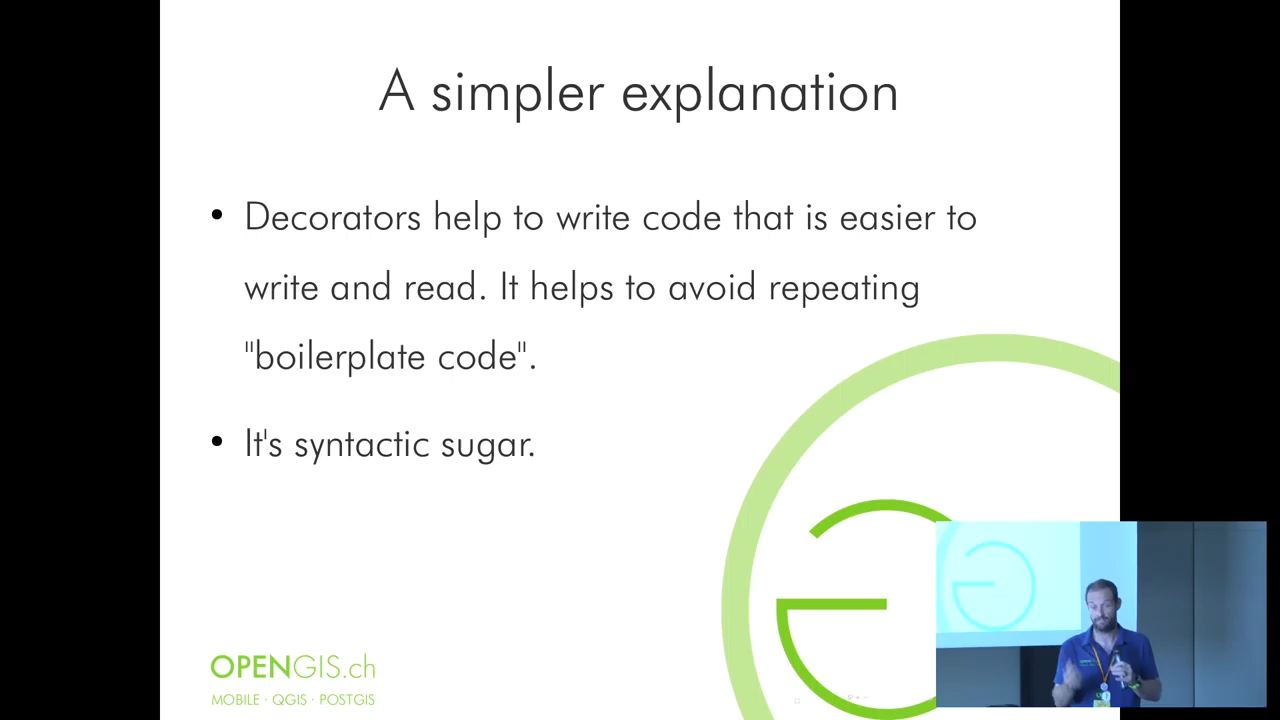 A simpler explanation
• Decorators help to write code that is easier to
write and read. It helps to avoid repeating
"boilerplate code".
• It's syntactic sugar.
OPENGIS.ch
MOBILE · QGIS · POSTGIS